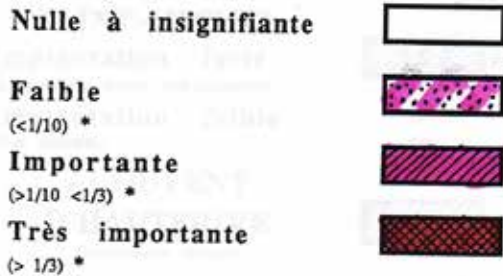 Nulle à insignifiante
Faible
(<1/10) *
Importante
(>1/10 <1/3) *
Très importante
(> 1/3) *